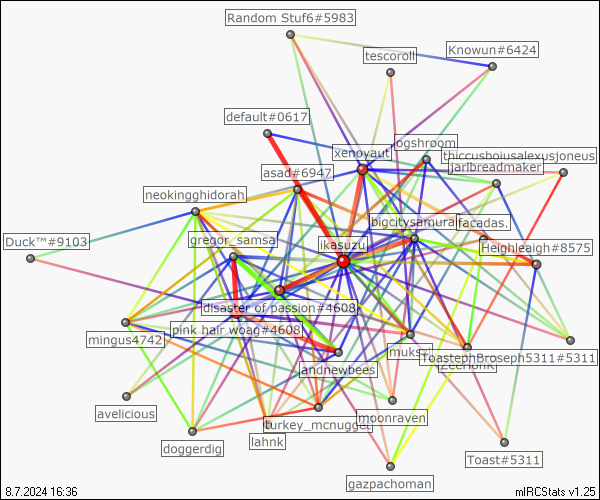 Random Stuf6#5983
Knowun#6424
tescoroll
default#0617
ogshroom
xenoyaut
thiccusboiusalexusjoneus
jarlbreadmaker
asad#6947
neokingghidorah
bigcitysamurai
facadas.
Duck™#9103
gregor_samsa
ikasuzu
Heighleigh#8575
disaster of passion#4608
pink hair woag#4608
mingus4742
muks
ToastephBroseph5311#5311
andnewbees
avelicious
moonraven
turkey_mcnugget
lahnk
doggerdig
Toast#5311
gazpachoman
8.7.2024 16:36
mIRCStats v1.25